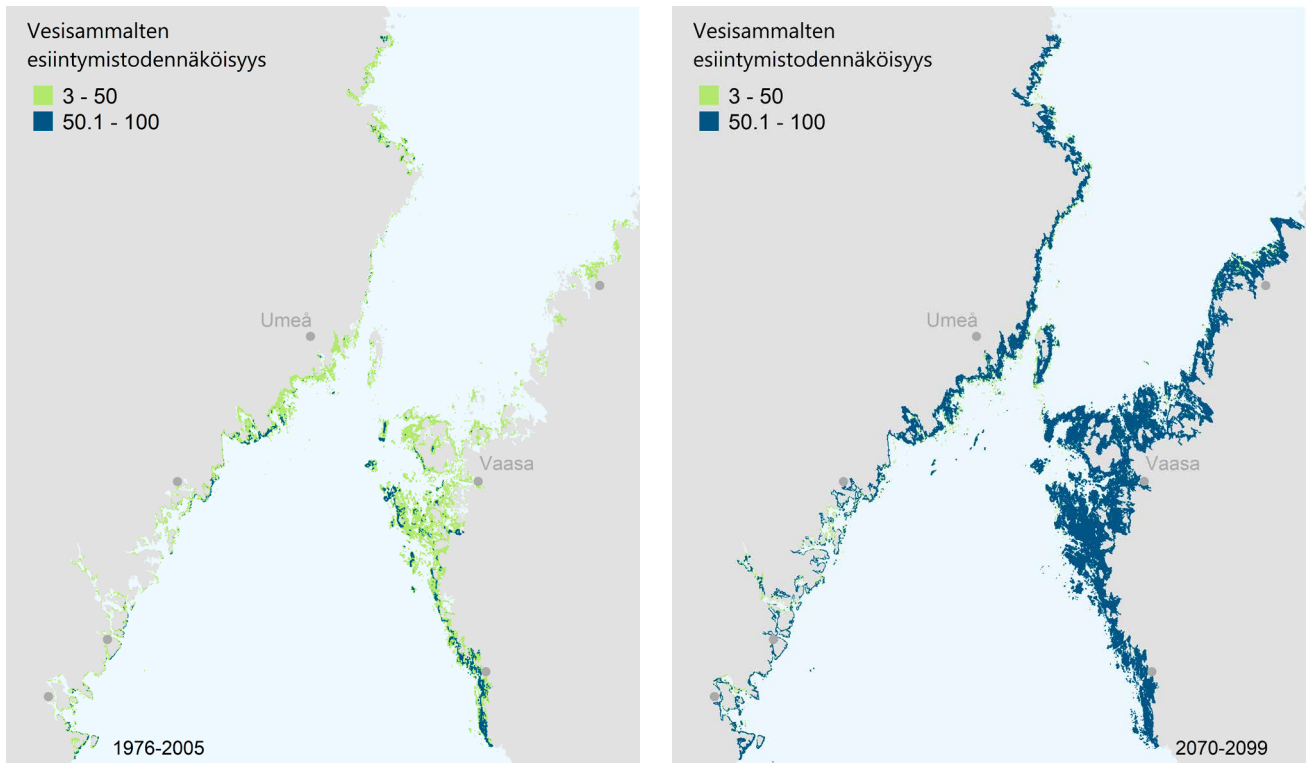 Vesisammalten
esiintymistodennäköisyys
3 - 50
50.1 - 100
Umeå
Vaasa
1976-2005
Vesisammalten
esiintymistodennäköisyys
3 - 50
50.1 - 100
Umeå
Vaasa
2070-2099